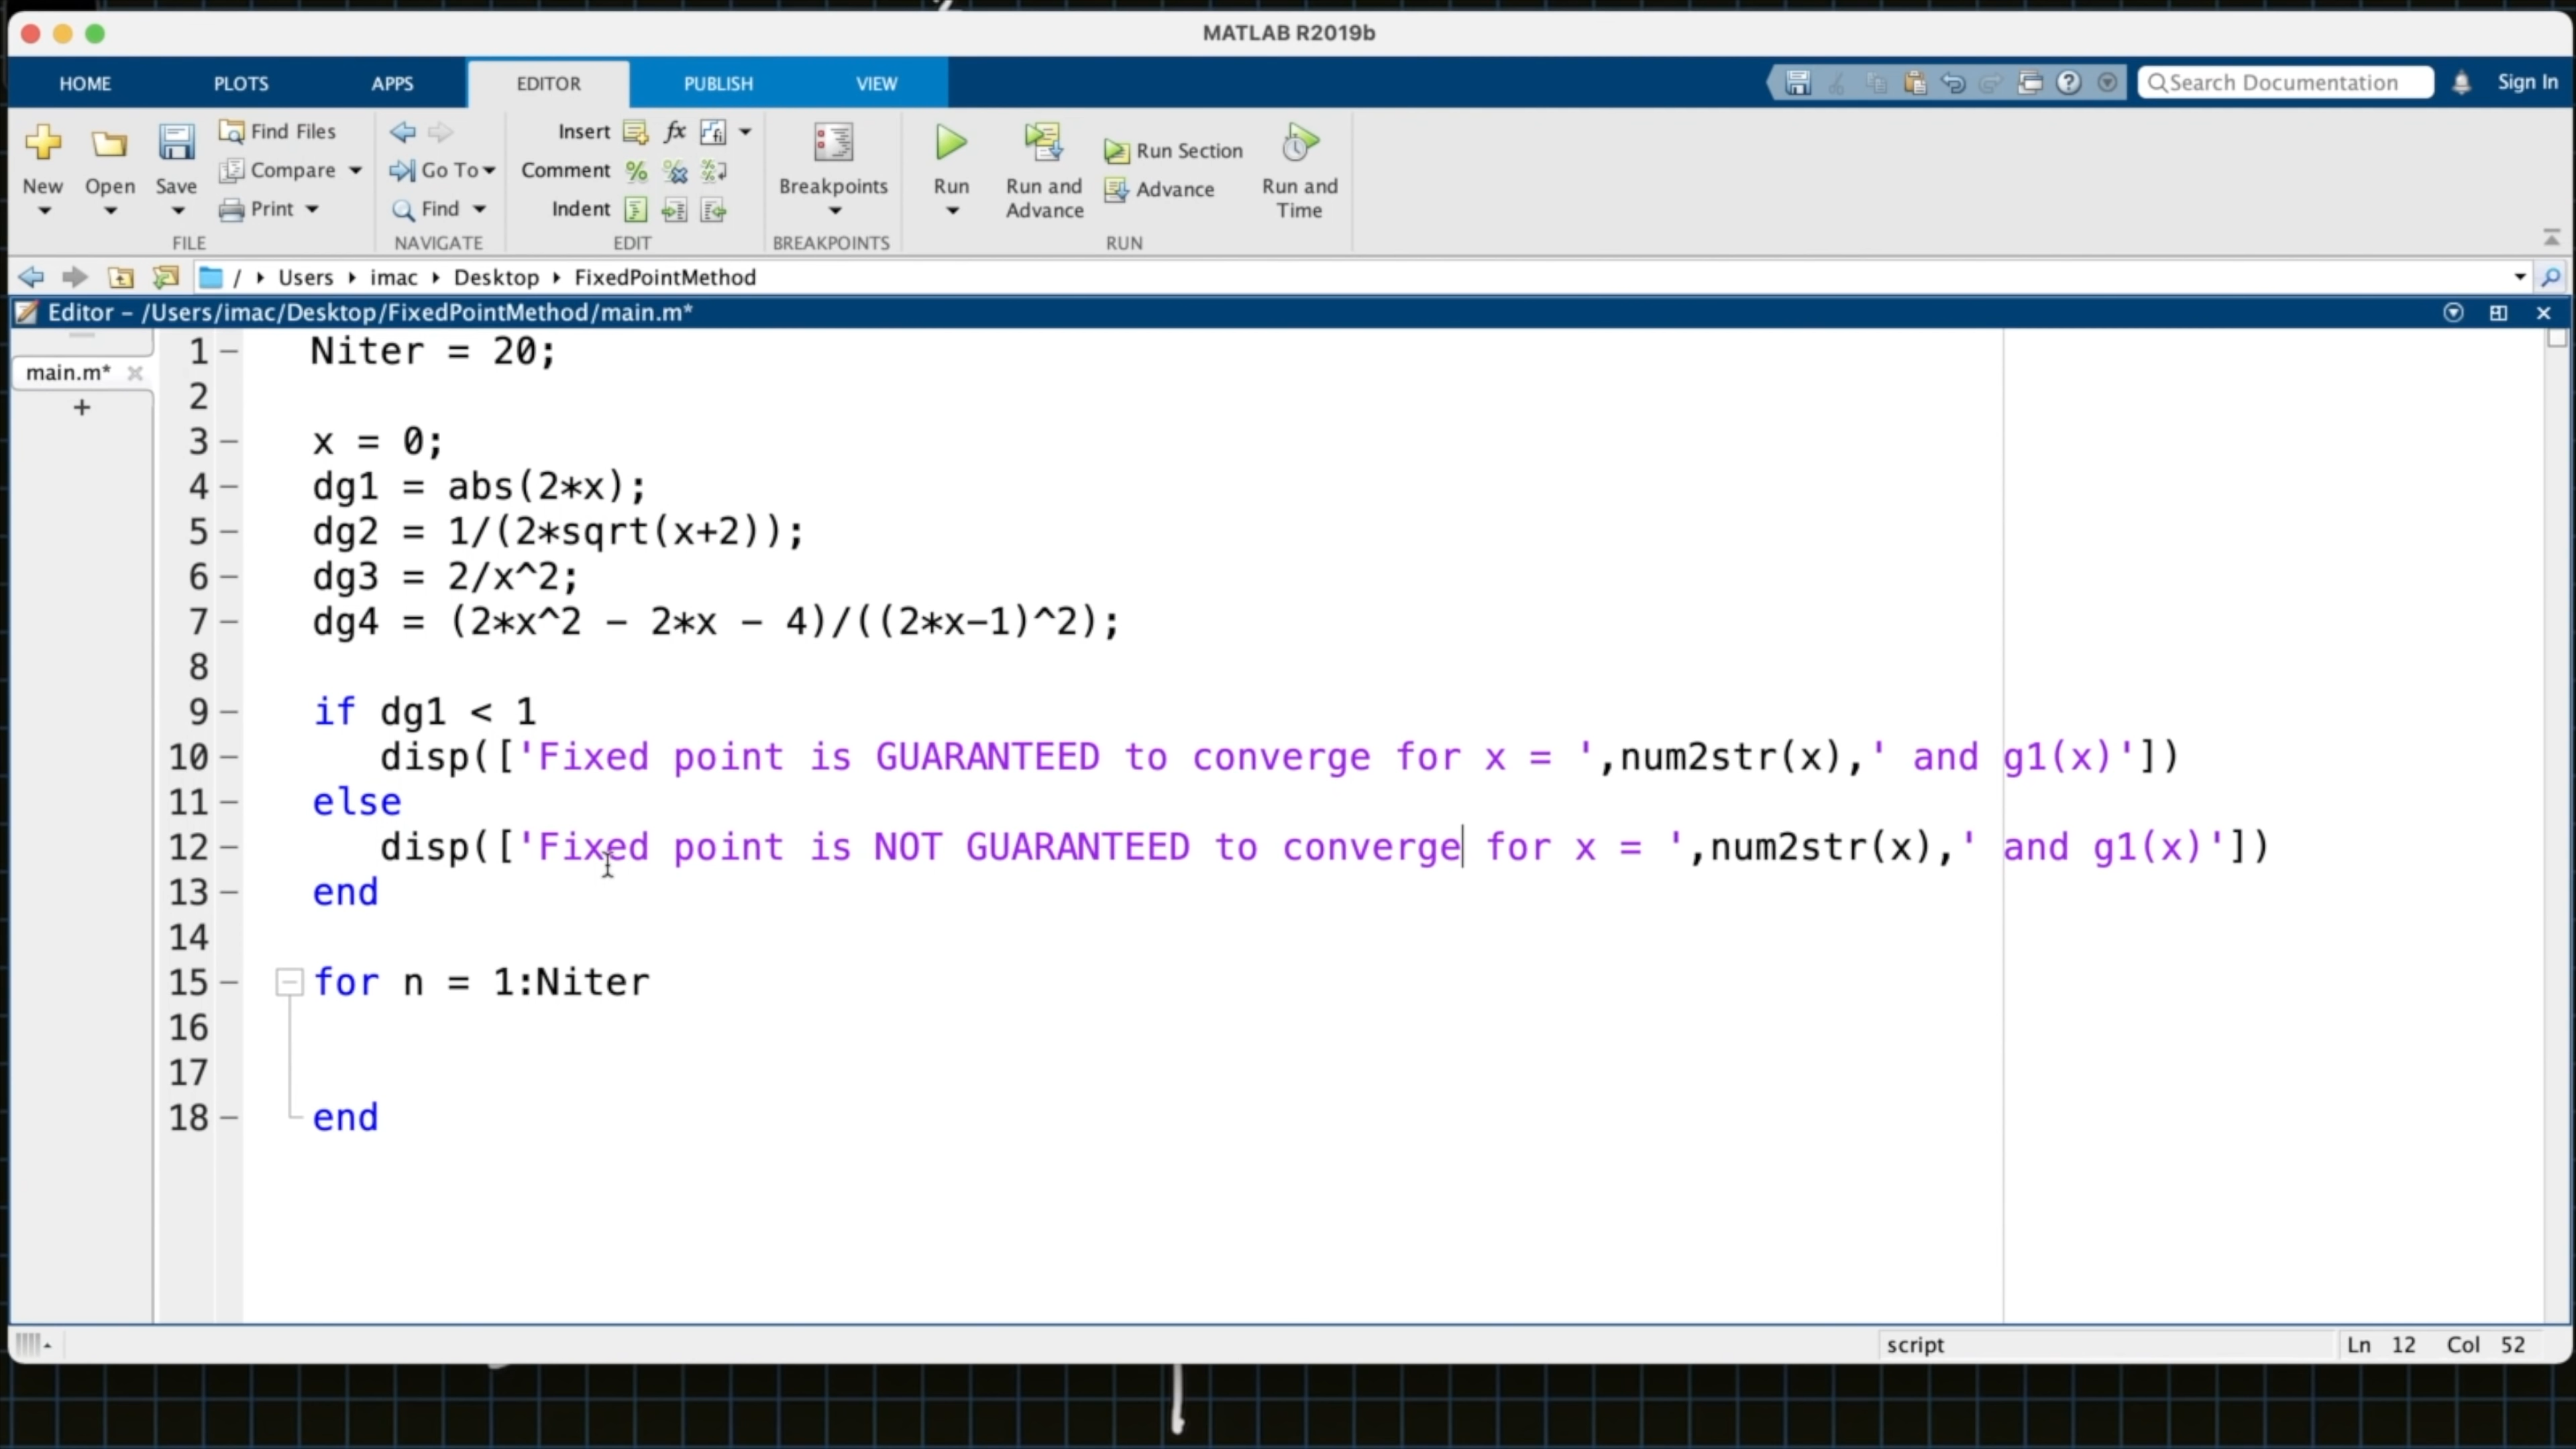 MATLAB R2019b
HOME PLOTS APPS EDITOR PUBLISH VIEW Search Documentation Sign In
New Open Save Find Files Compare Print
FILE
Go To Find
NAVIGATE
Insert fx
Comment
Indent
EDIT
Breakpoints
BREAKPOINTS
Run Run and Advance Run Section Advance Run and Time
RUN
/ Users imac Desktop FixedPointMethod
Editor - /Users/imac/Desktop/FixedPointMethod/main.m*
main.m*
+
1 Niter = 20;
2
3 x = 0;
4 dg1 = abs(2*x);
5 dg2 = 1/(2*sqrt(x+2));
6 dg3 = 2/x^2;
7 dg4 = (2*x^2 - 2*x - 4)/((2*x-1)^2);
8
9 if dg1 < 1
10 disp(['Fixed point is GUARANTEED to converge for x = ',num2str(x),' and g1(x)'])
11 else
12 disp(['Fixed point is NOT GUARANTEED to converge for x = ',num2str(x),' and g1(x)'])
13 end
14
15 for n = 1:Niter
16
17
18 end
script Ln 12 Col 52